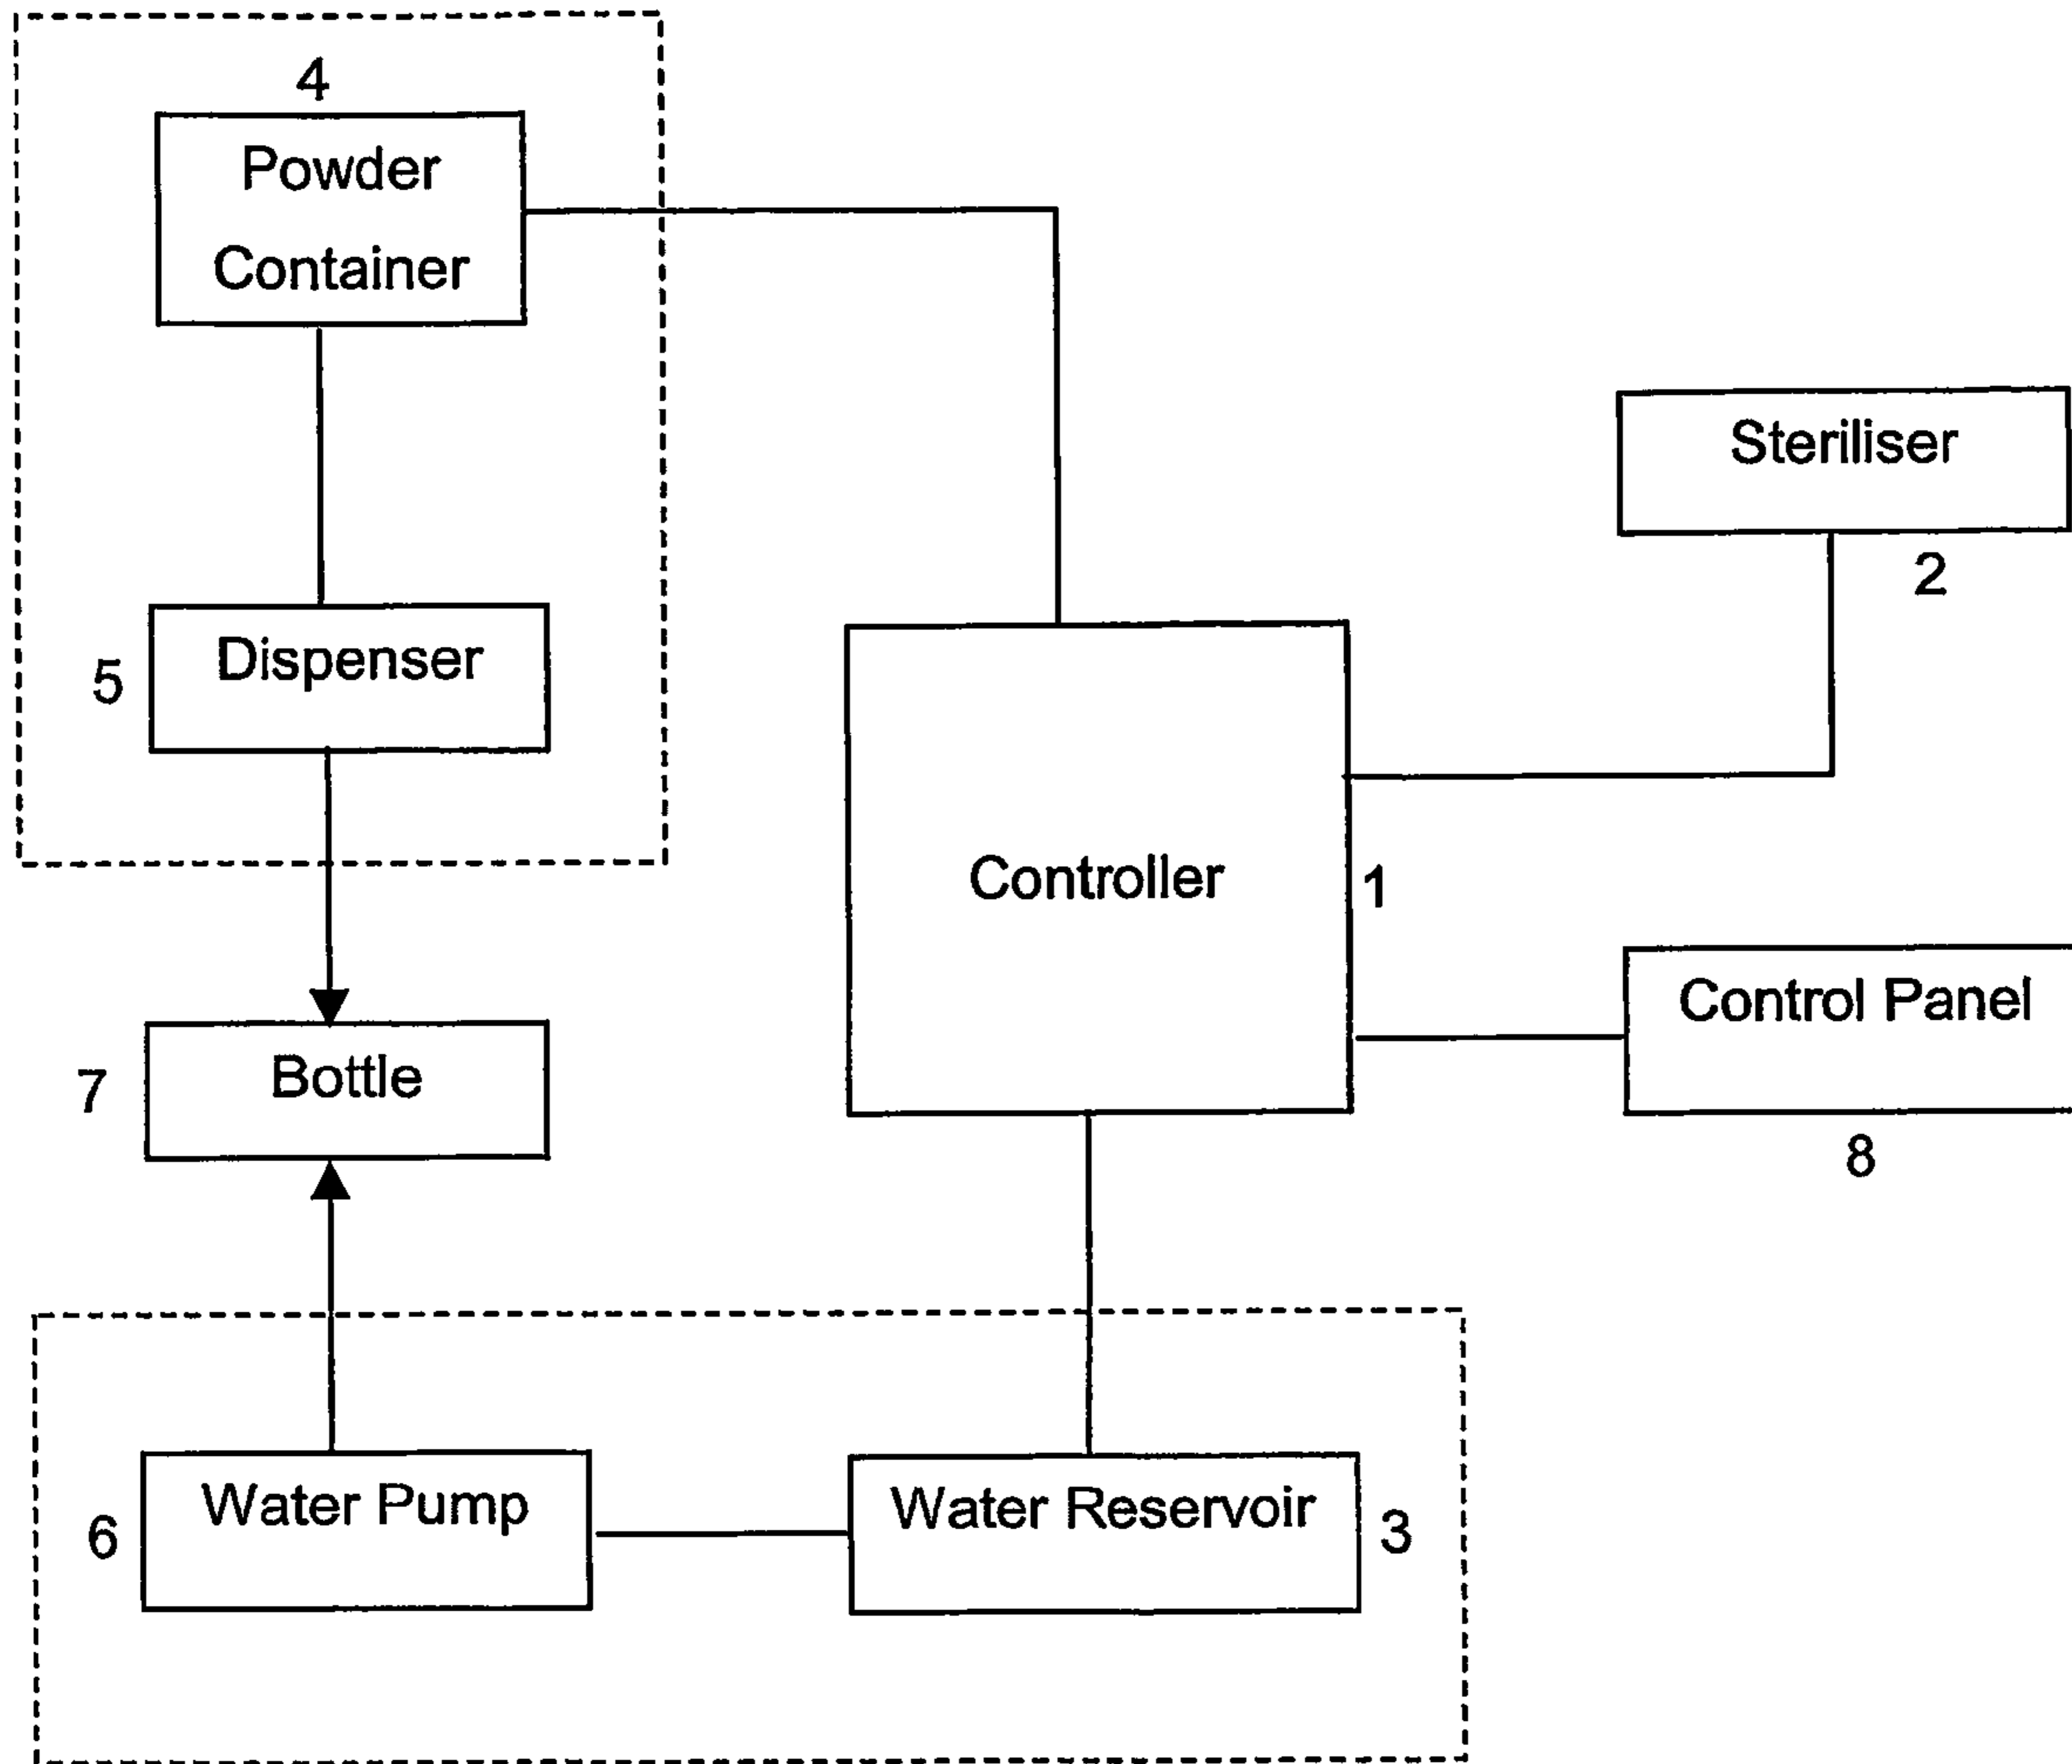 4
Powder
Container
Steriliser
2
5
Dispenser
Controller
1
Control Panel
8
7
Bottle
6
Water Pump
Water Reservoir
3